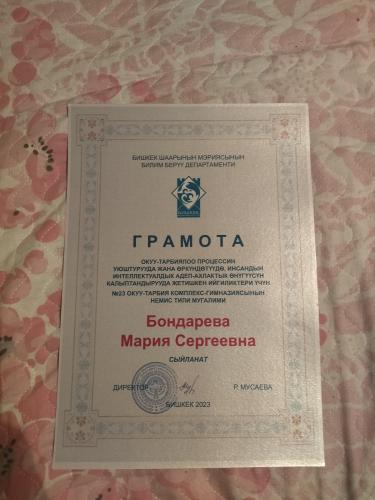 БИШКЕК ШААРЫНЫН МЭРИЯСЫНЫН
БИЛИМ БЕРҮҮ ДЕПАРТАМЕНТИ
БИШКЕК
ГРАМОТА
ОКУУ-ТАРБИЯЛОО ПРОЦЕССИН
УЮШТУРУУДА ЖАНА ӨРКҮНДӨТҮҮДӨ, ИНСАНДЫН
ИНТЕЛЛЕКТУАЛДЫК АДЕП-АХЛАКТЫК ӨНҮГҮҮСҮН
КАЛЫПТАНДЫРУУДА ЖЕТИШКЕН ИЙГИЛИКТЕРИ ҮЧҮН
№23 ОКУУ-ТАРБИЯ КОМПЛЕКС-ГИМНАЗИЯСЫНЫН
НЕМИС ТИЛИ МУГАЛИМИ
Бондарева
Мария Сергеевна
СЫЙЛАНАТ
ДИРЕКТОР
Р. МУСАЕВА
БИШКЕК 2023